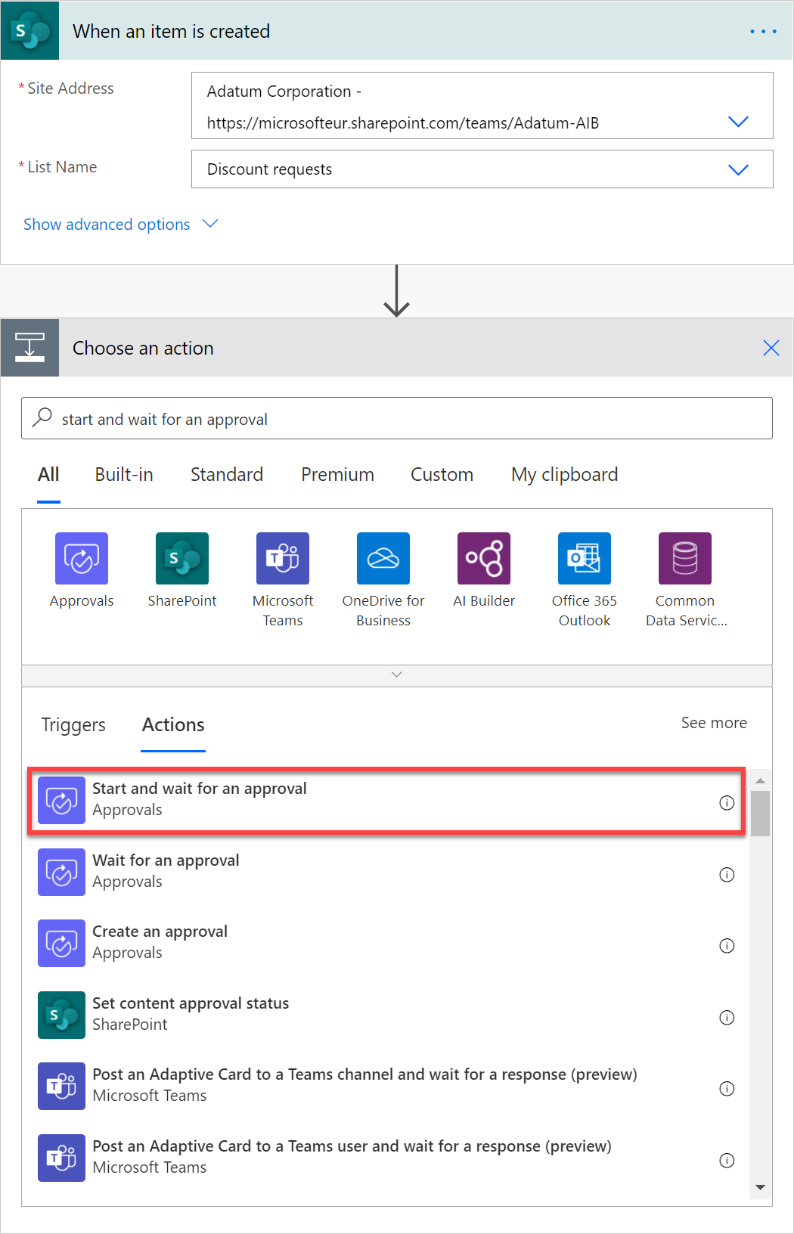 When an item is created
* Site Address
Adatum Corporation -
https://microsofteur.sharepoint.com/teams/Adatum-AIB
* List Name
Discount requests
Show advanced options
Choose an action
start and wait for an approval
All Built-in Standard Premium Custom My clipboard
Approvals SharePoint Microsoft Teams OneDrive for Business AI Builder Office 365 Outlook Common Data Servic...
Triggers Actions See more
Start and wait for an approval
Approvals
Wait for an approval
Approvals
Create an approval
Approvals
Set content approval status
SharePoint
Post an Adaptive Card to a Teams channel and wait for a response (preview)
Microsoft Teams
Post an Adaptive Card to a Teams user and wait for a response (preview)
Microsoft Teams